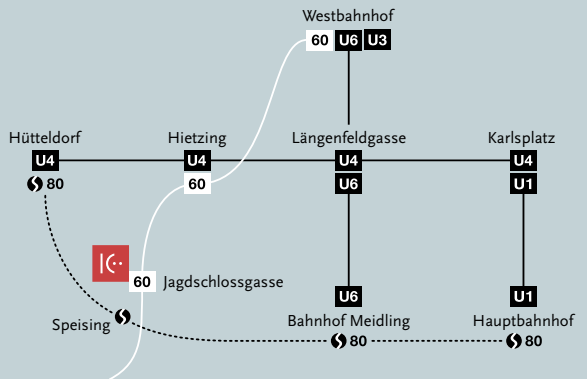 Westbahnhof
60 U6 U3
Hütteldorf Hietzing Längenfeldgasse Karlsplatz
U4 U4 U4 U4
80 60 U6 U1
60 Jagdschlossgasse
U6 U1
Speising Bahnhof Meidling Hauptbahnhof
80 80